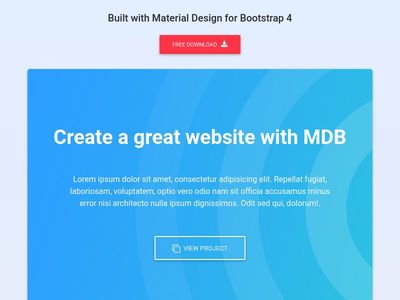 Built with Material Design for Bootstrap 4
FREE DOWNLOAD
Create a great website with MDB
Lorem ipsum dolor sit amet, consectetur adipisicing elit. Repellat fugiat,
laboriosam, voluptatem, optio vero odio nam sit officia accusamus minus
error nisi architecto nulla ipsum dignissimos. Odit sed qui, dolorum!.
VIEW PROJECT